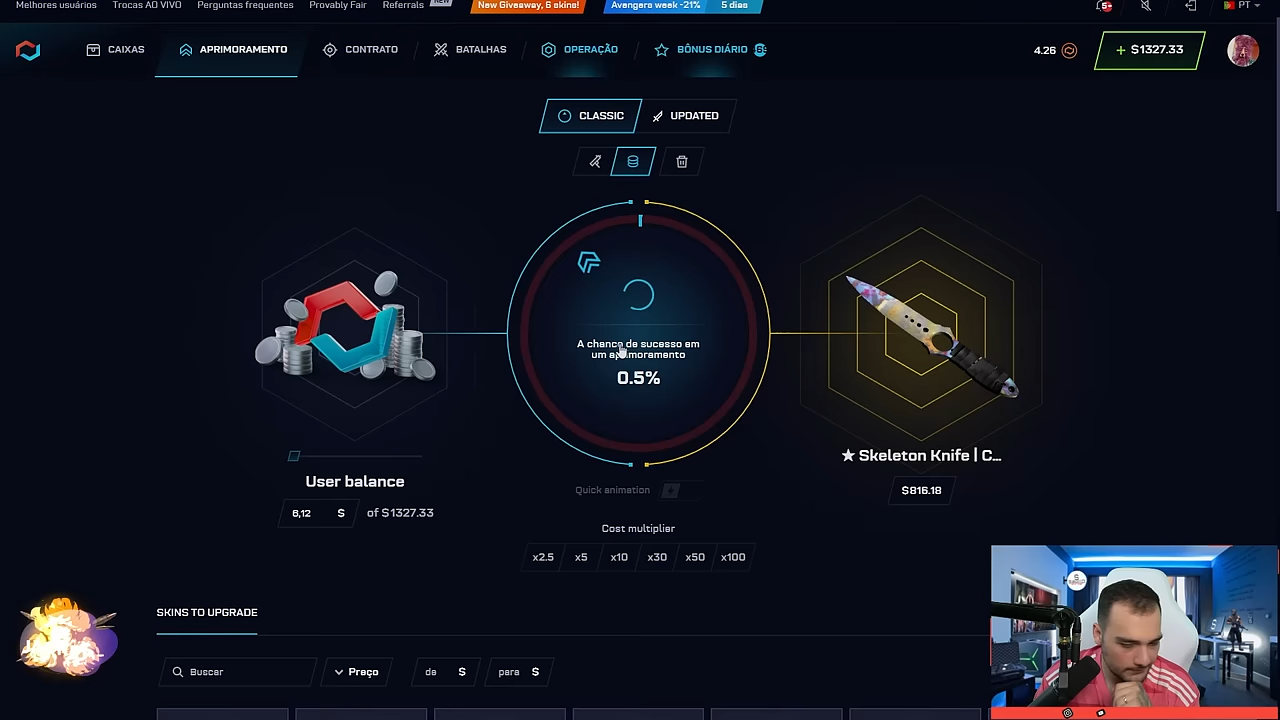 Melhores usuários Trocas AO VIVO Perguntas frequentes Provably Fair Referrals NEW New Giveaway, 6 skins! Avengers week -21% 5 dias 5+ PT
CAIXAS APRIMORAMENTO CONTRATO BATALHAS OPERAÇÃO BÔNUS DIÁRIO 4.26 + $1327.33
CLASSIC UPDATED
A chance de sucesso em
um aprimoramento
0.5%
★ Skeleton Knife | C...
User balance
$816.18
Quick animation
6,12 $ of $1327.33
Cost multiplier
x2.5 x5 x10 x30 x50 x100
SKINS TO UPGRADE
Buscar Preço de $ para $